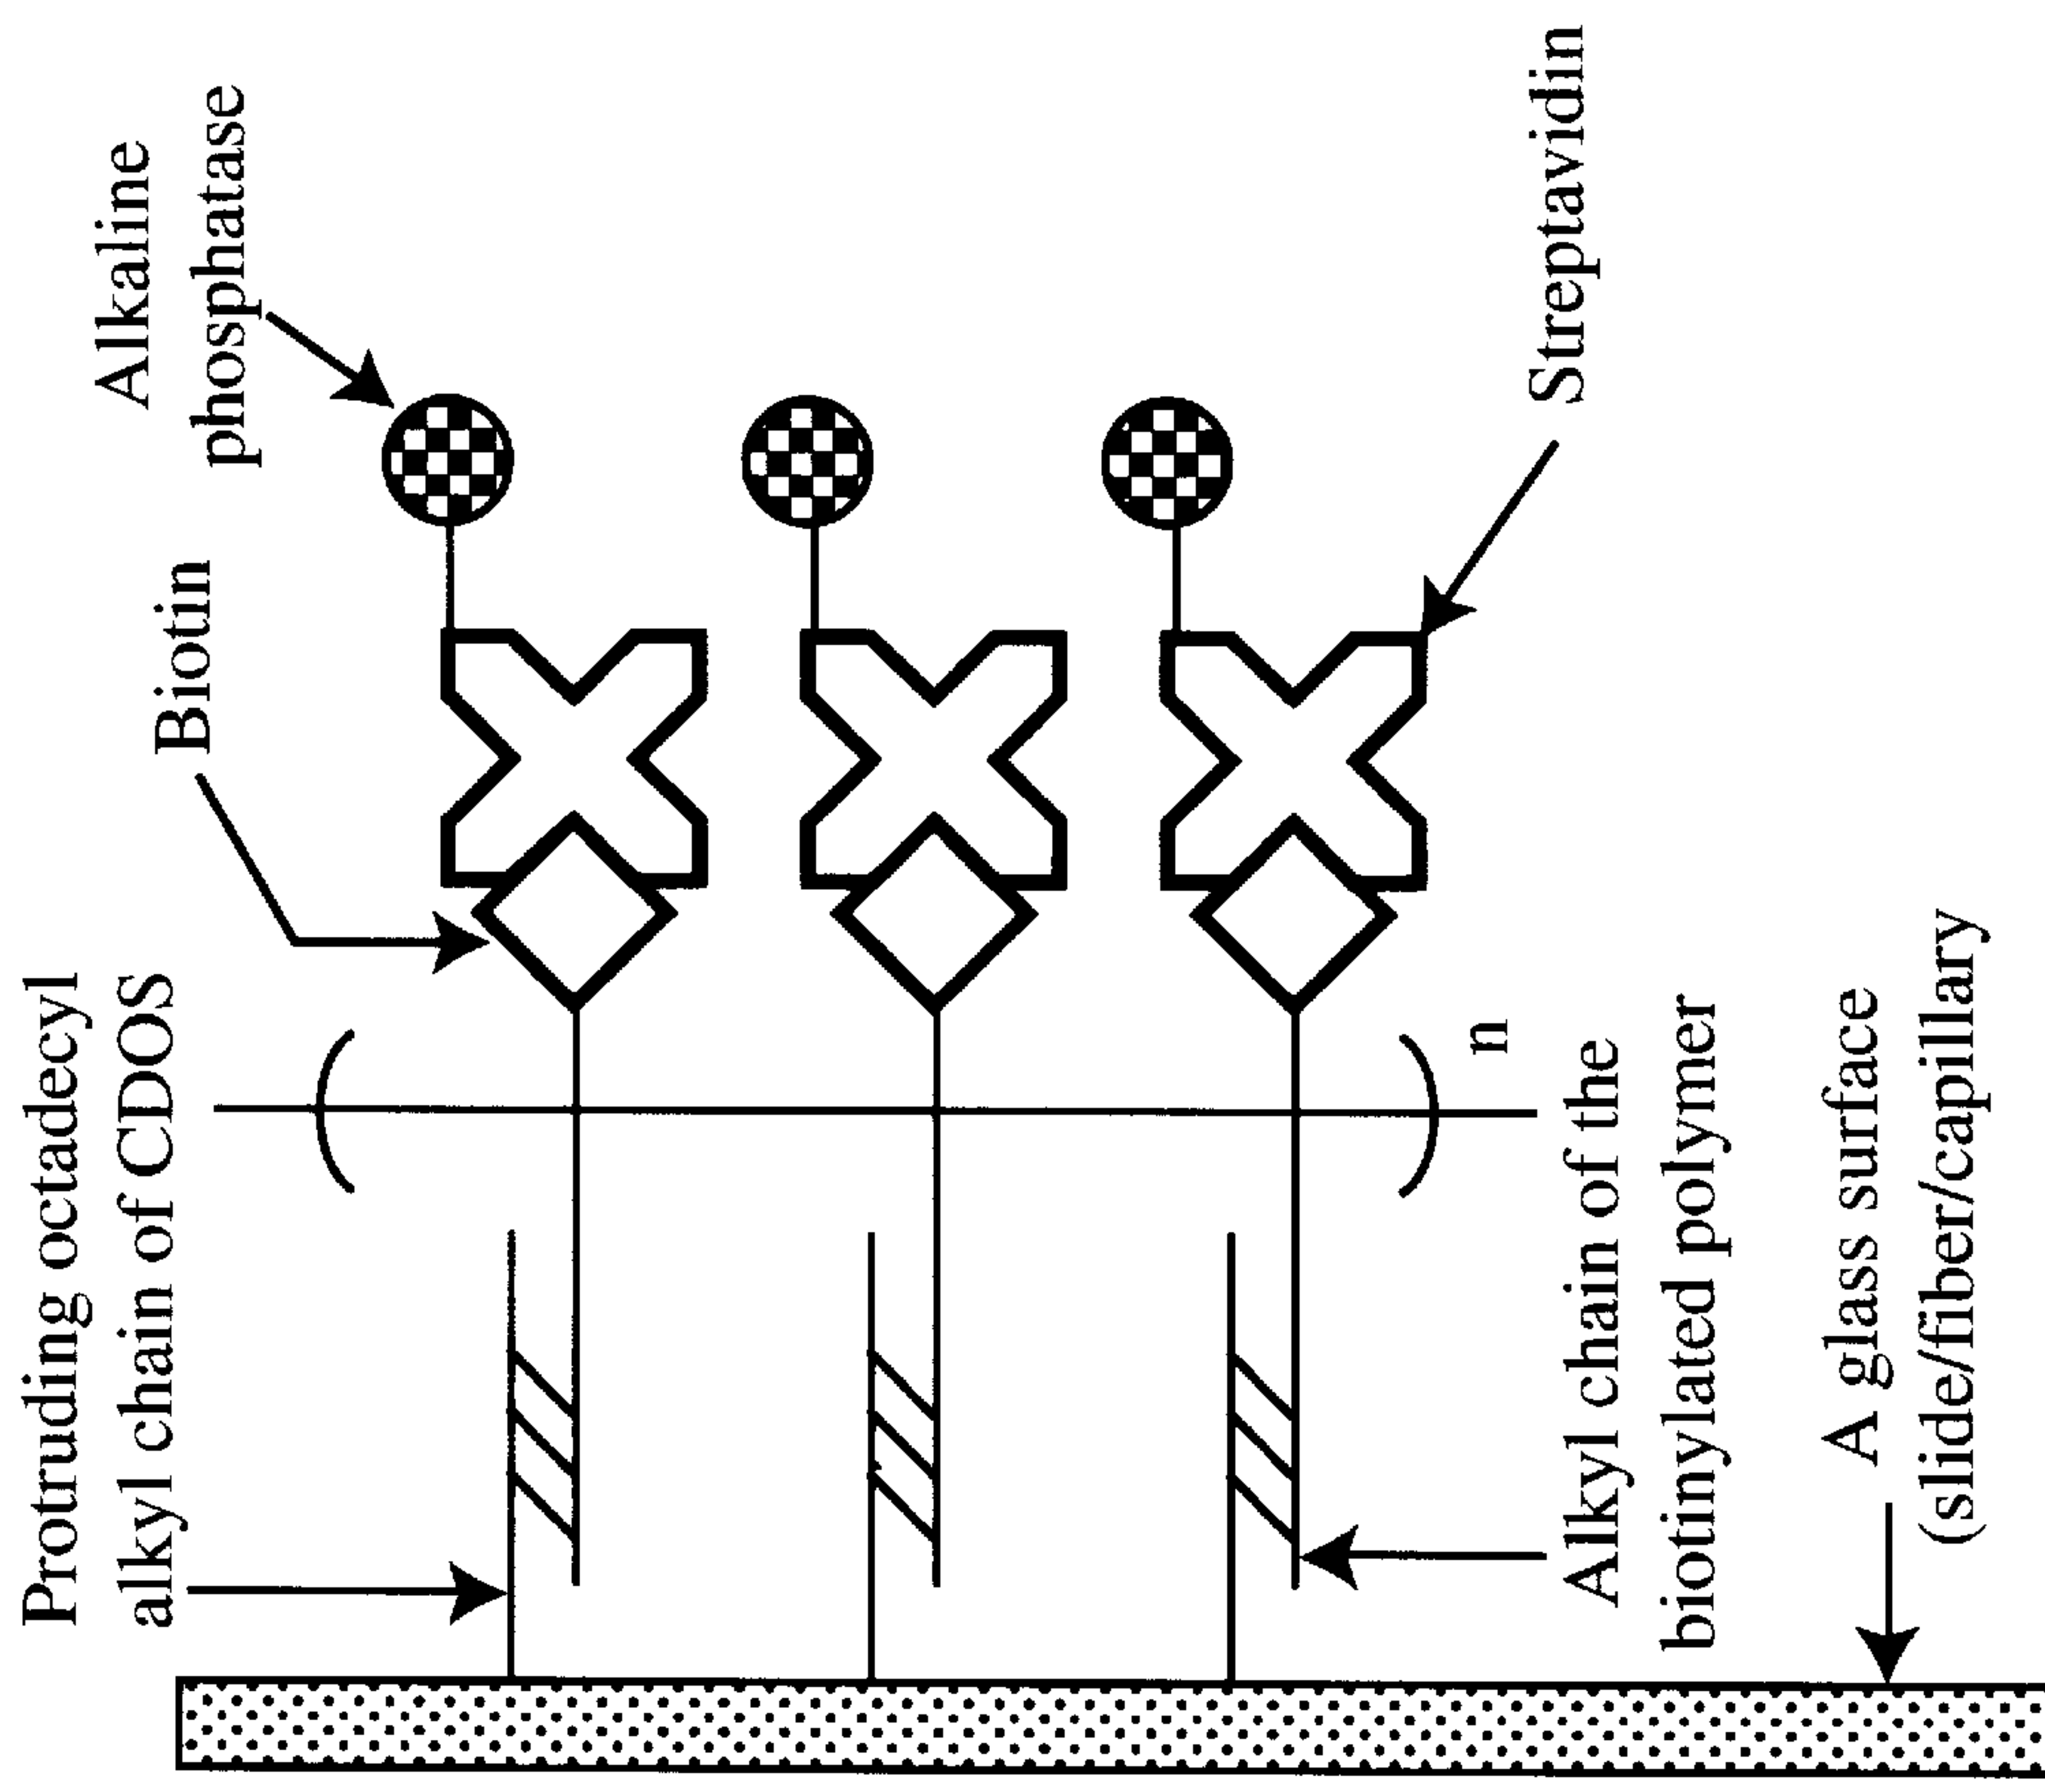 Protruding octadecyl
alkyl chain of CDOS
Biotin
Alkaline
phosphatase
n
Streptavidin
Alkyl chain of the
biotinylated polymer
A glass surface
(slide/fiber/capillary